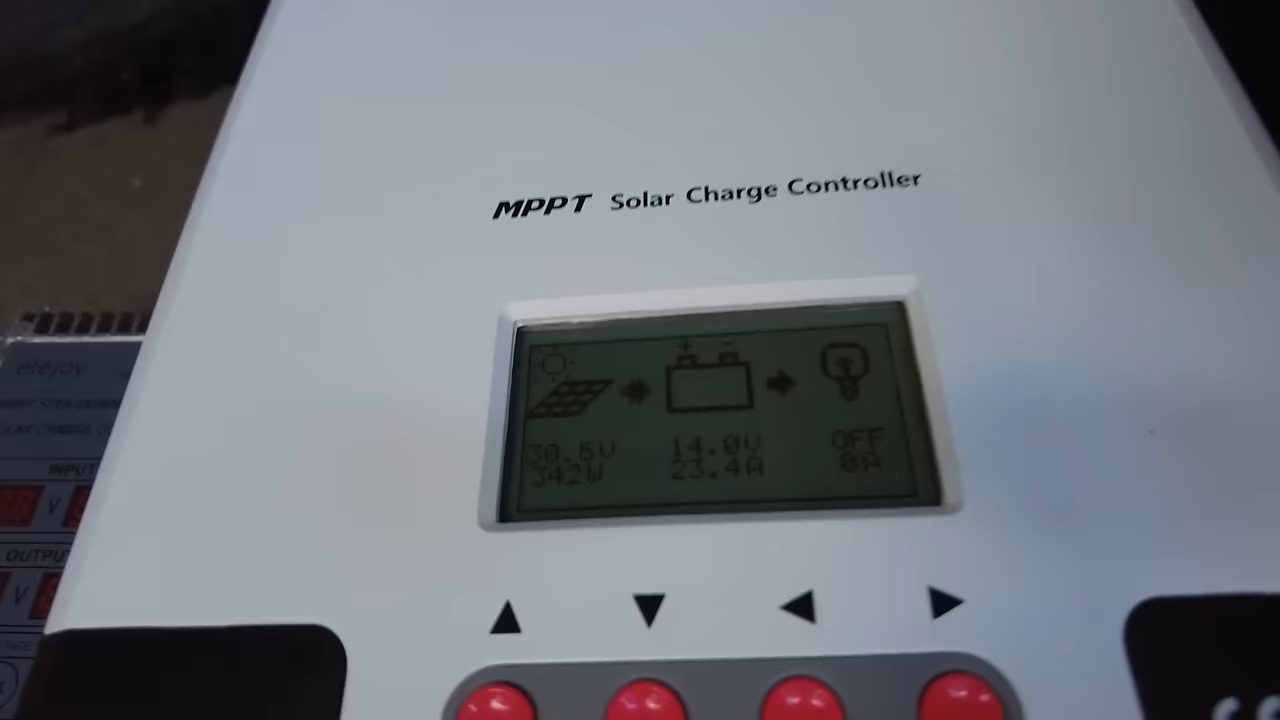 MPPT Solar Charge Controller
+ -
30.6V 14.0V OFF
342W 23.4A 0A
elejoy
INPUT
V
OUTPUT
V